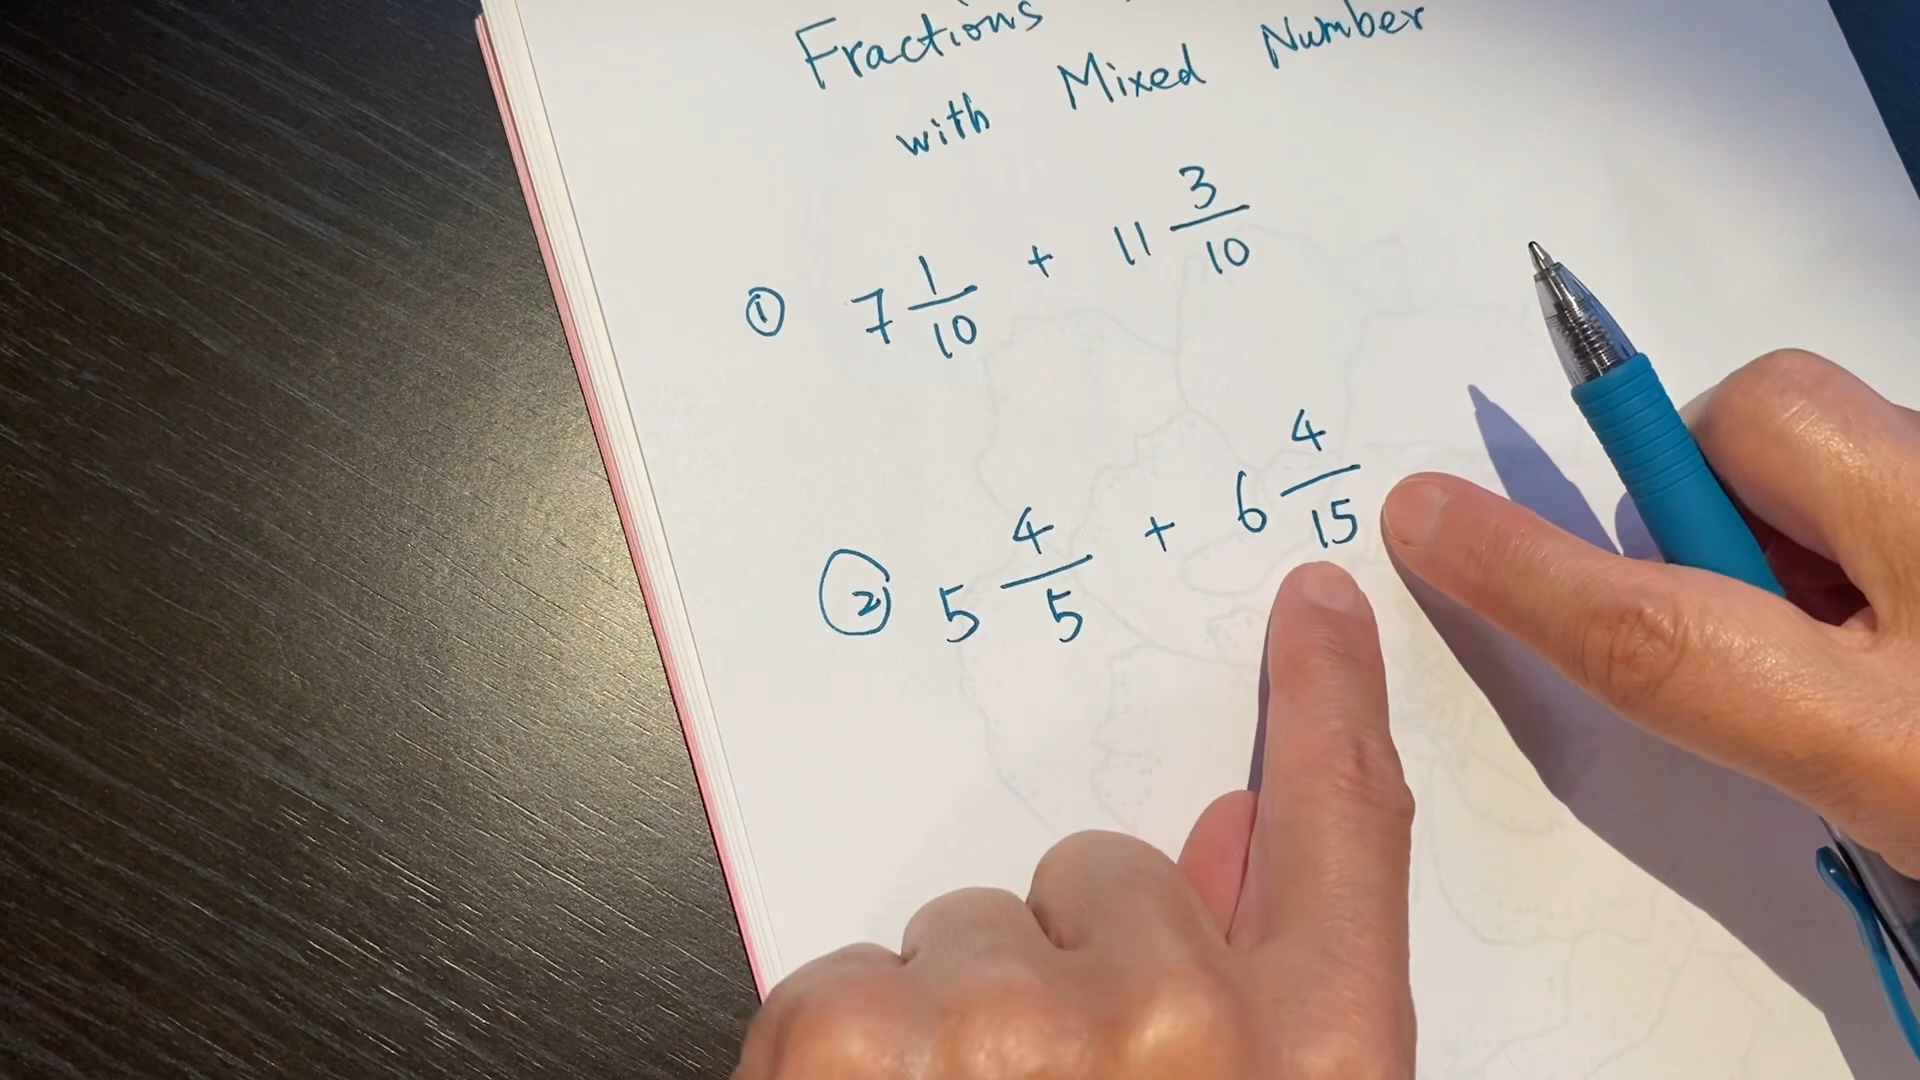 Fractions
with Mixed Number
① 7 1/10 + 11 3/10
② 5 4/5 + 6 4/15